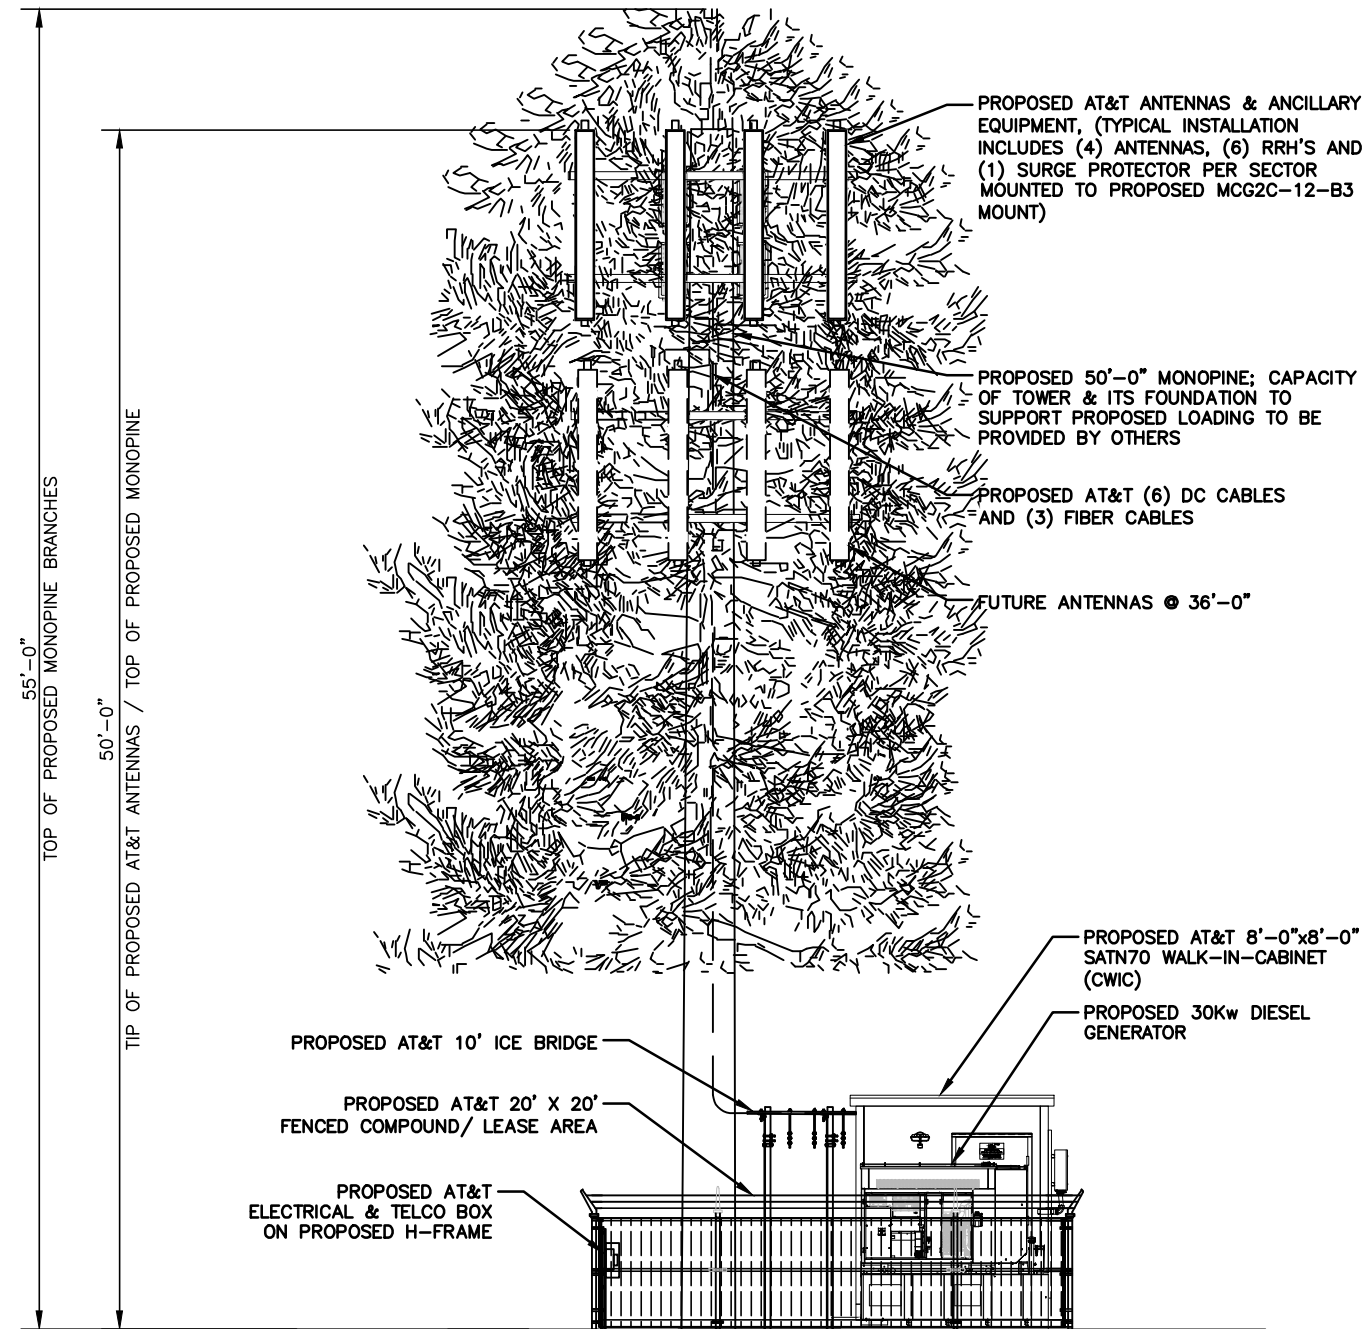 PROPOSED AT&T ANTENNAS & ANCILLARY
EQUIPMENT, (TYPICAL INSTALLATION
INCLUDES (4) ANTENNAS, (6) RRH'S AND
(1) SURGE PROTECTOR PER SECTOR
MOUNTED TO PROPOSED MCG2C-12-B3
MOUNT)
PROPOSED 50'-0" MONOPINE; CAPACITY
OF TOWER & ITS FOUNDATION TO
SUPPORT PROPOSED LOADING TO BE
PROVIDED BY OTHERS
PROPOSED AT&T (6) DC CABLES
AND (3) FIBER CABLES
FUTURE ANTENNAS @ 36'-0"
55'-0"
TOP OF PROPOSED MONOPINE BRANCHES
50'-0"
TIP OF PROPOSED AT&T ANTENNAS / TOP OF PROPOSED MONOPINE
PROPOSED AT&T 8'-0"x8'-0"
SATN70 WALK-IN-CABINET
(CWIC)
PROPOSED 30Kw DIESEL
GENERATOR
PROPOSED AT&T 10' ICE BRIDGE
PROPOSED AT&T 20' X 20'
FENCED COMPOUND/ LEASE AREA
PROPOSED AT&T
ELECTRICAL & TELCO BOX
ON PROPOSED H-FRAME